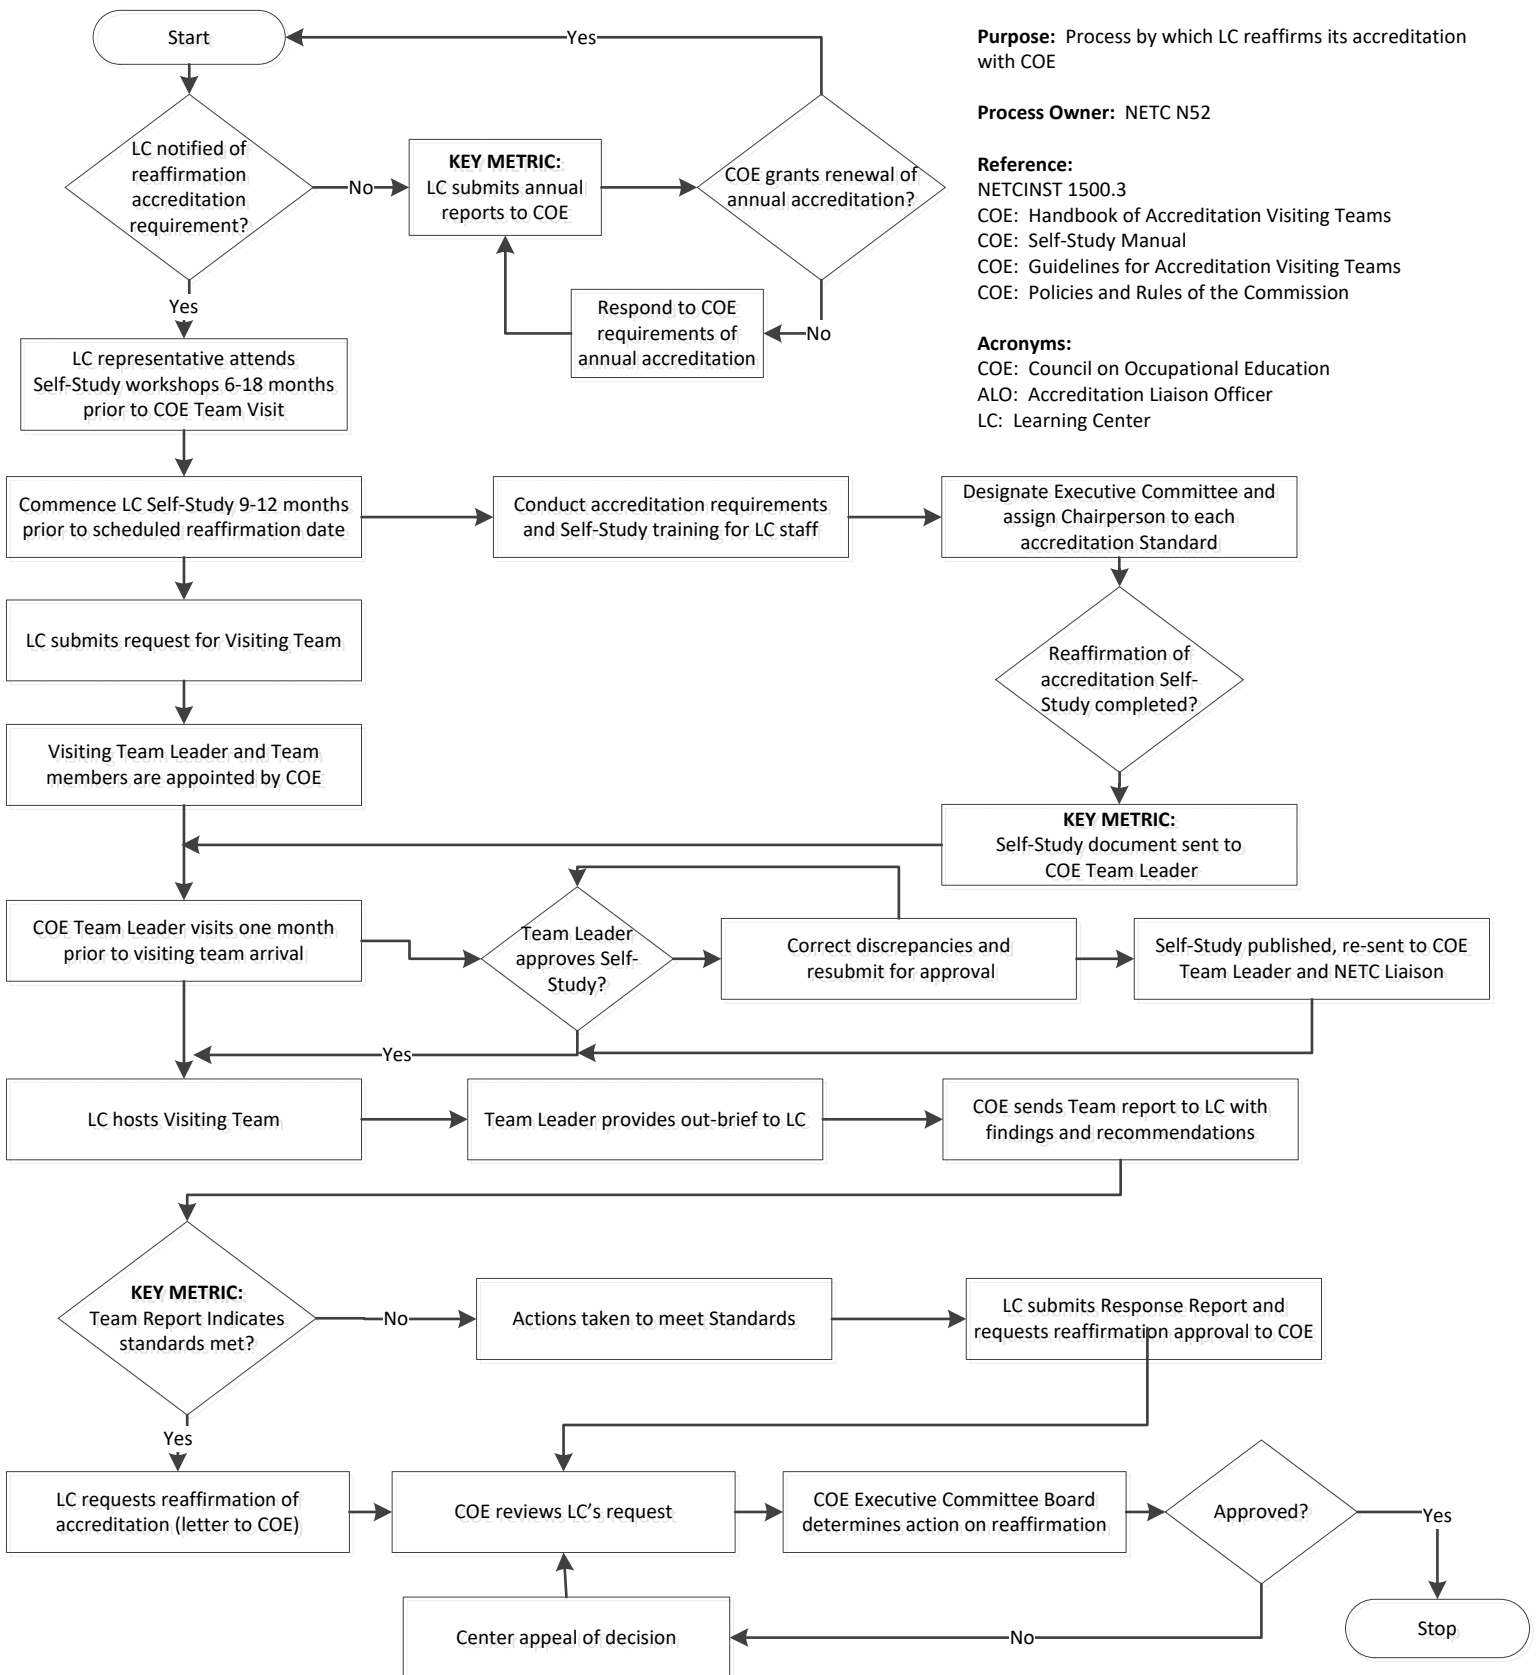 Start
Yes
Purpose: Process by which LC reaffirms its accreditation
with COE
Process Owner: NETC N52
Reference:
NETCINST 1500.3
COE: Handbook of Accreditation Visiting Teams
COE: Self-Study Manual
COE: Guidelines for Accreditation Visiting Teams
COE: Policies and Rules of the Commission
Acronyms:
COE: Council on Occupational Education
ALO: Accreditation Liaison Officer
LC: Learning Center
LC notified of
reaffirmation
accreditation
requirement?
No
KEY METRIC:
LC submits annual
reports to COE
COE grants renewal of
annual accreditation?
No
Respond to COE
requirements of
annual accreditation
Yes
LC representative attends
Self-Study workshops 6-18 months
prior to COE Team Visit
Commence LC Self-Study 9-12 months
prior to scheduled reaffirmation date
Conduct accreditation requirements
and Self-Study training for LC staff
Designate Executive Committee and
assign Chairperson to each
accreditation Standard
LC submits request for Visiting Team
Reaffirmation of
accreditation Self-
Study completed?
Visiting Team Leader and Team
members are appointed by COE
KEY METRIC:
Self-Study document sent to
COE Team Leader
COE Team Leader visits one month
prior to visiting team arrival
Team Leader
approves Self-
Study?
Correct discrepancies and
resubmit for approval
Self-Study published, re-sent to COE
Team Leader and NETC Liaison
Yes
LC hosts Visiting Team
Team Leader provides out-brief to LC
COE sends Team report to LC with
findings and recommendations
KEY METRIC:
Team Report Indicates
standards met?
No
Actions taken to meet Standards
LC submits Response Report and
requests reaffirmation approval to COE
Yes
LC requests reaffirmation of
accreditation (letter to COE)
COE reviews LC’s request
COE Executive Committee Board
determines action on reaffirmation
Approved?
Yes
Center appeal of decision
No
Stop